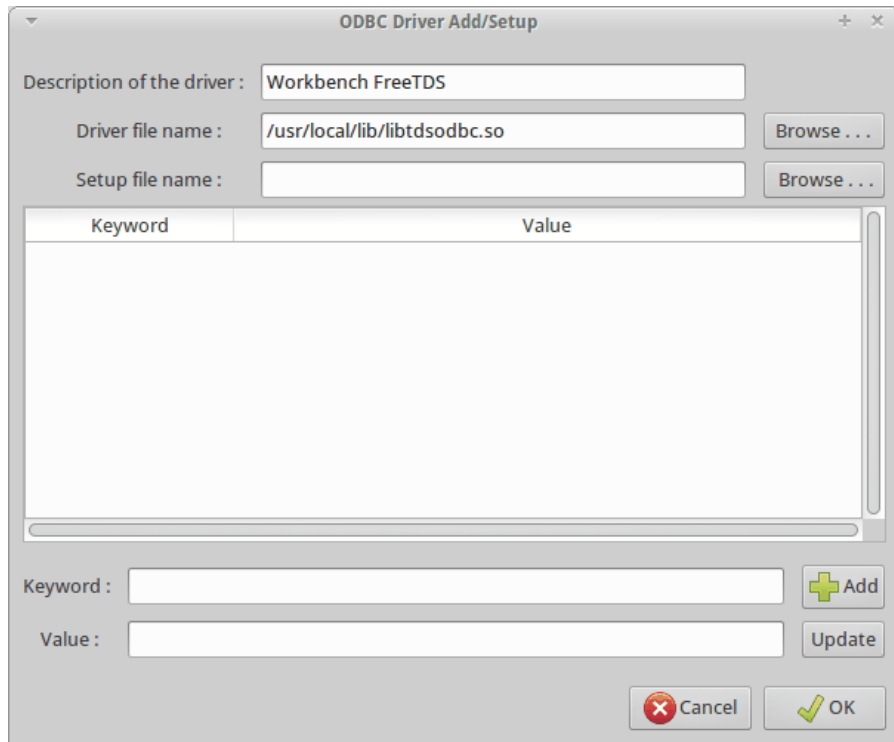 ODBC Driver Add/Setup
Description of the driver : Workbench FreeTDS
Driver file name : /usr/local/lib/libtdsodbc.so Browse . . .
Setup file name : Browse . . .
Keyword Value
Keyword : Add
Value : Update
Cancel OK